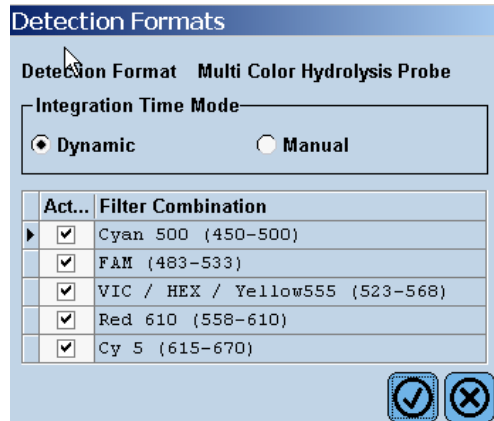 Detection Formats
Detection Format Multi Color Hydrolysis Probe
Integration Time Mode
Dynamic Manual
Act... Filter Combination
Cyan 500 (450-500)
FAM (483-533)
VIC / HEX / Yellow555 (523-568)
Red 610 (558-610)
Cy 5 (615-670)